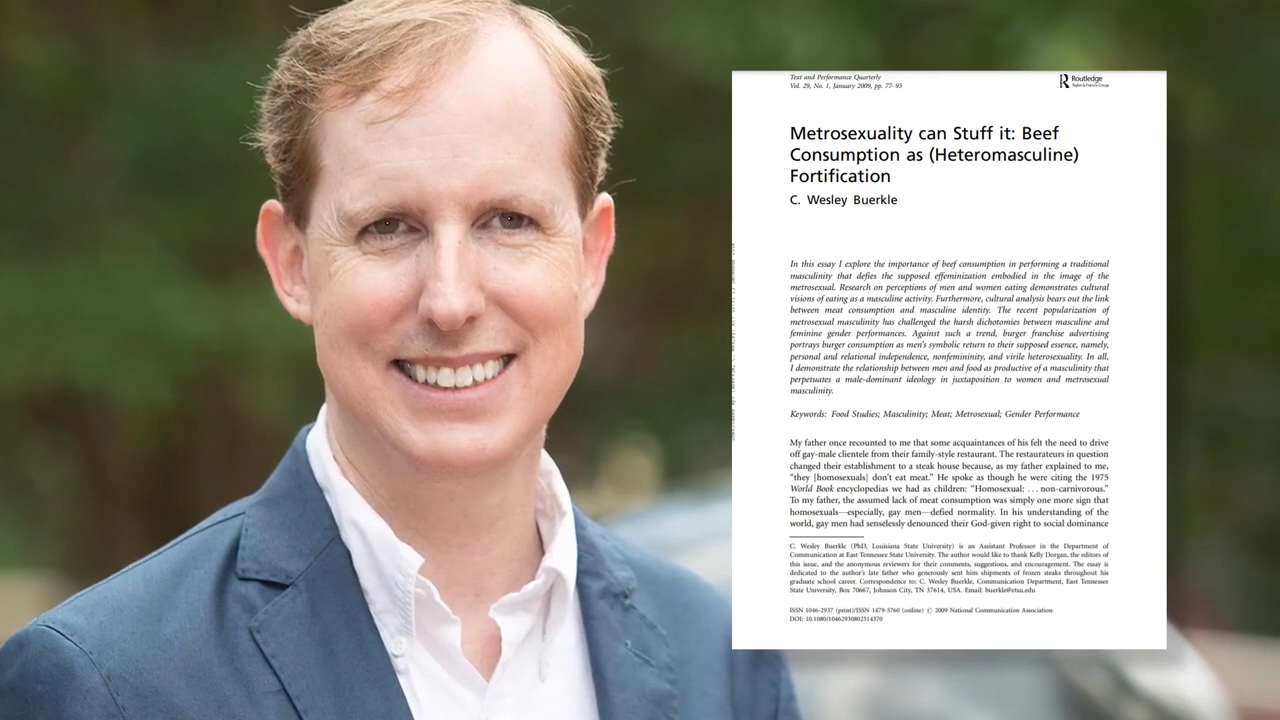 Text and Performance Quarterly
Vol. 29, No. 1, January 2009, pp. 77–93
Routledge
Taylor & Francis Group
Metrosexuality can Stuff it: Beef
Consumption as (Heteromasculine)
Fortification
C. Wesley Buerkle
In this essay I explore the importance of beef consumption in performing a traditional
masculinity that defies the supposed effeminization embodied in the image of the
metrosexual. Research on perceptions of men and women eating demonstrates cultural
visions of eating as a masculine activity. Furthermore, cultural analysis bears out the link
between meat consumption and masculine identity. The recent popularization of
metrosexual masculinity has challenged the harsh dichotomies between masculine and
feminine gender performances. Against such a trend, burger franchise advertising
portrays burger consumption as men's symbolic return to their supposed essence, namely,
personal and relational independence, nonfemininity, and virile heterosexuality. In all,
I demonstrate the relationship between men and food as productive of a masculinity that
perpetuates a male-dominant ideology in juxtaposition to women and metrosexual
masculinity.
Keywords: Food Studies; Masculinity; Meat; Metrosexual; Gender Performance
My father once recounted to me that some acquaintances of his felt the need to drive
off gay-male clientele from their family-style restaurant. The restaurateurs in question
changed their establishment to a steak house because, as my father explained to me,
"they [homosexuals] don't eat meat." He spoke as though he were citing the 1975
World Book encyclopedias we had as children: "Homosexual: . . . non-carnivorous."
To my father, the assumed lack of meat consumption was simply one more sign that
homosexuals—especially, gay men—defied normality. In his understanding of the
world, gay men had senselessly denounced their God-given right to social dominance
C. Wesley Buerkle (PhD, Louisiana State University) is an Assistant Professor in the Department of
Communication at East Tennessee State University. The author would like to thank Kelly Dorgan, the editors of
this issue, and the anonymous reviewers for their comments, suggestions, and encouragement. The essay is
dedicated to the author's late father who generously sent him shipments of frozen steaks throughout his
graduate school career. Correspondence to: C. Wesley Buerkle, Communication Department, East Tennessee
State University, Box 70667, Johnson City, TN 37614, USA. Email: buerkle@etsu.edu
ISSN 1046-2937 (print)/ISSN 1479-5760 (online) © 2009 National Communication Association
DOI: 10.1080/10462930802514370